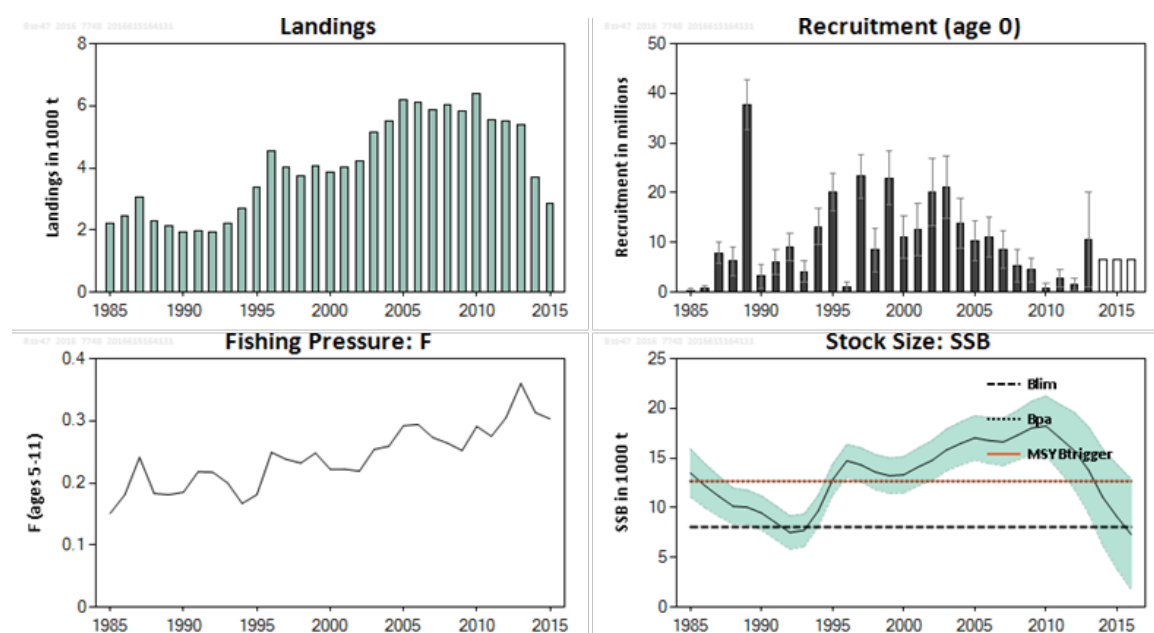 Landings
Landings in 1000 t
8
6
4
2
0
1985 1990 1995 2000 2005 2010 2015
Recruitment (age 0)
Recruitment in millions
50
40
30
20
10
0
1985 1990 1995 2000 2005 2010 2015
Fishing Pressure: F
F (ages 5-11)
0.4
0.3
0.2
0.1
0
1985 1990 1995 2000 2005 2010 2015
Stock Size: SSB
SSB in 1000 t
25
20
15
10
5
0
Blim
Bpa
MSYBtrigger
1985 1990 1995 2000 2005 2010 2015